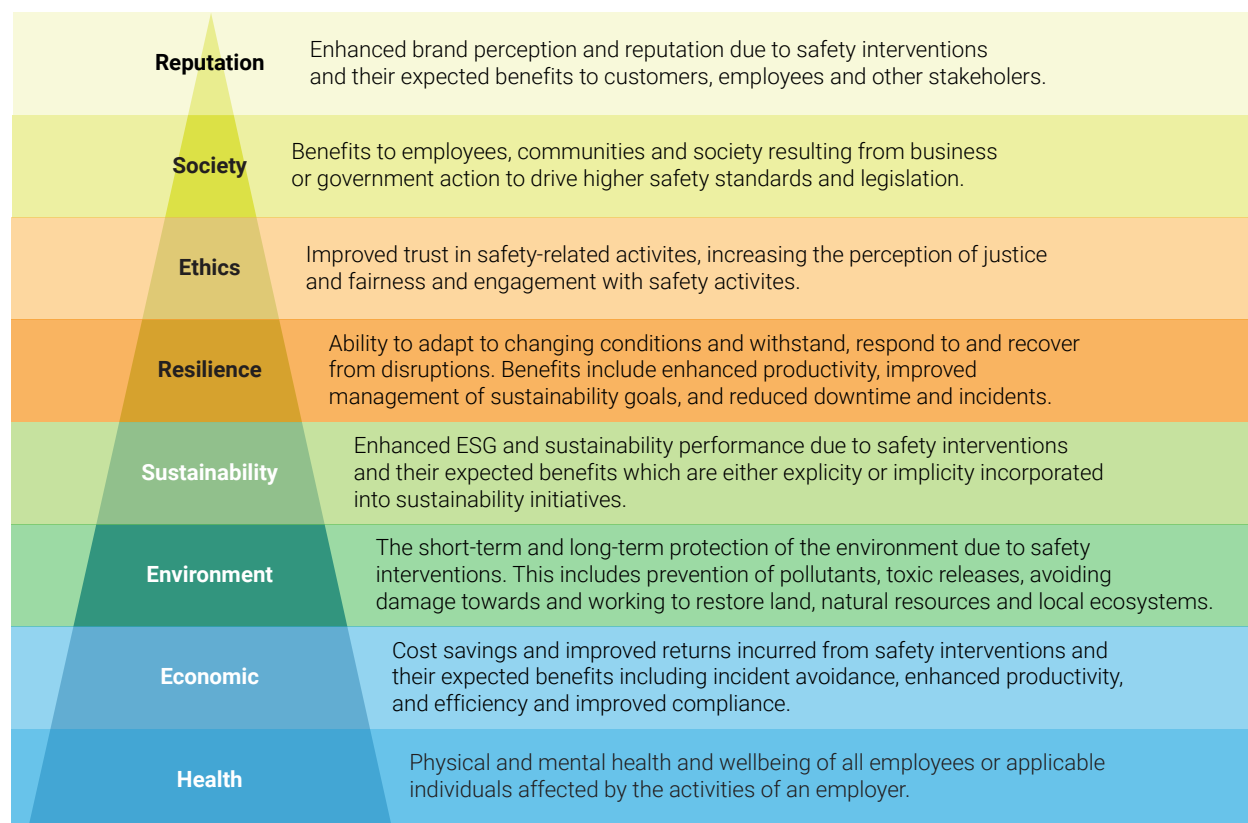 Reputation
Enhanced brand perception and reputation due to safety interventions
and their expected benefits to customers, employees and other stakeholers.
Society
Benefits to employees, communities and society resulting from business
or government action to drive higher safety standards and legislation.
Ethics
Improved trust in safety-related activites, increasing the perception of justice
and fairness and engagement with safety activites.
Resilience
Ability to adapt to changing conditions and withstand, respond to and recover
from disruptions. Benefits include enhanced productivity, improved
management of sustainability goals, and reduced downtime and incidents.
Sustainability
Enhanced ESG and sustainability performance due to safety interventions
and their expected benefits which are either explicity or implicity incorporated
into sustainability initiatives.
Environment
The short-term and long-term protection of the environment due to safety
interventions. This includes prevention of pollutants, toxic releases, avoiding
damage towards and working to restore land, natural resources and local ecosystems.
Economic
Cost savings and improved returns incurred from safety interventions and
their expected benefits including incident avoidance, enhanced productivity,
and efficiency and improved compliance.
Health
Physical and mental health and wellbeing of all employees or applicable
individuals affected by the activities of an employer.